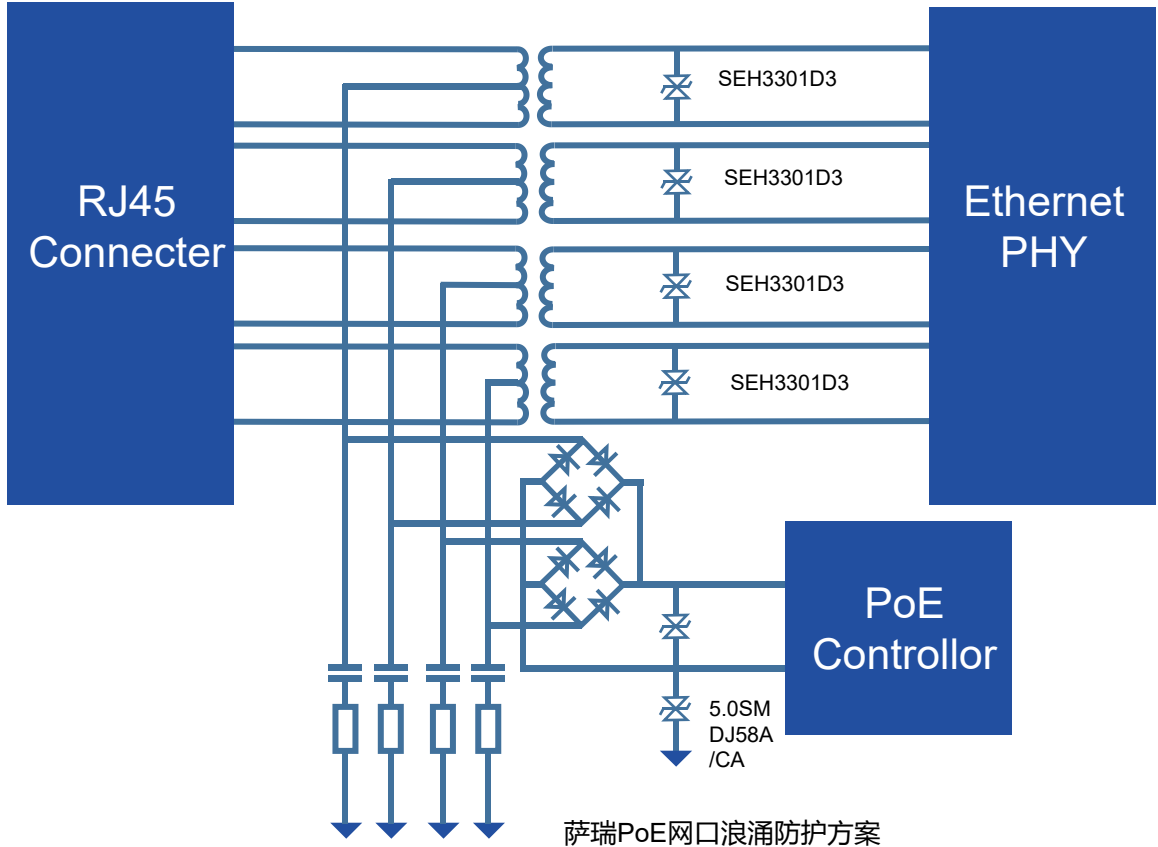 SEH3301D3
RJ45
Connecter
SEH3301D3
Ethernet
PHY
SEH3301D3
SEH3301D3
PoE
Controllor
5.0SM
DJ58A
/CA
萨瑞PoE网口浪涌防护方案